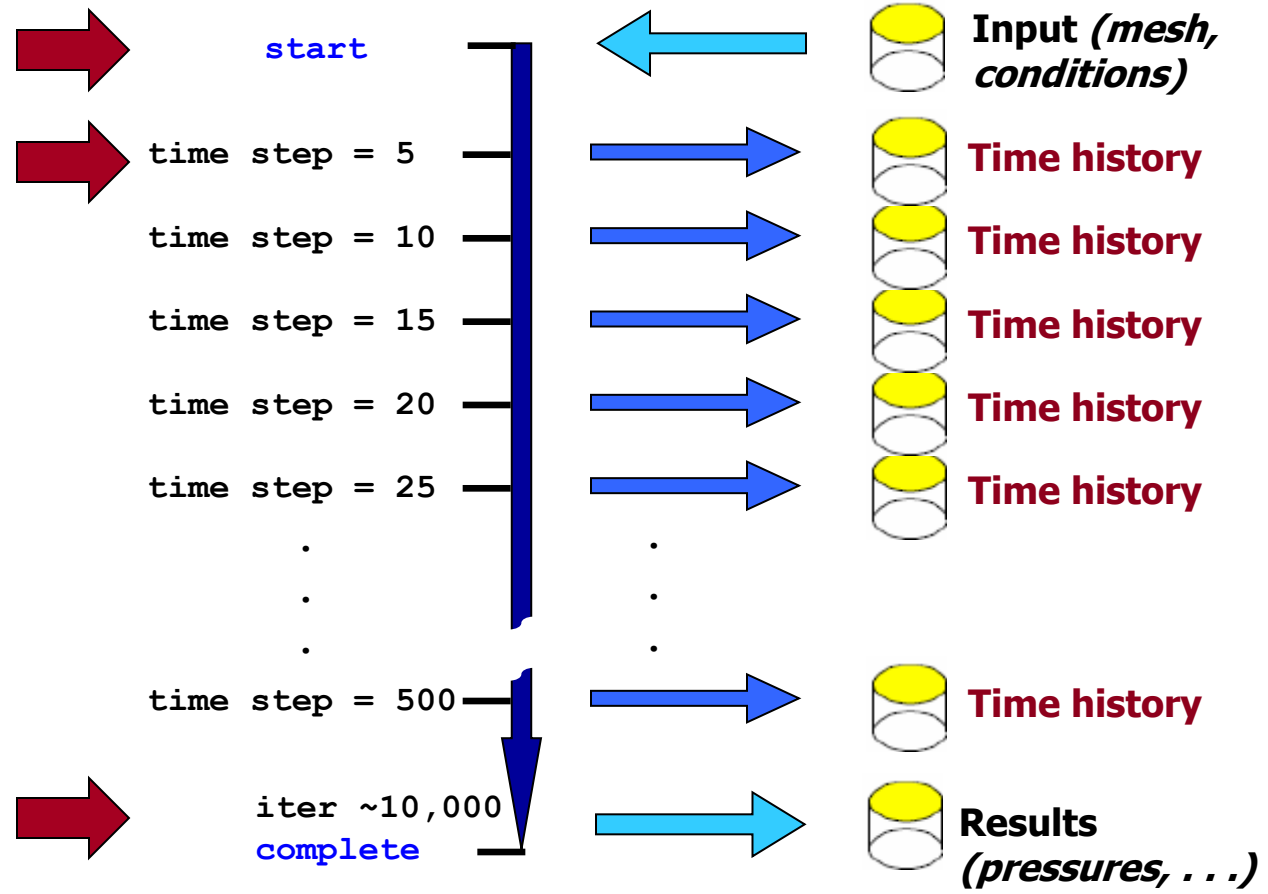 start
Input (mesh,
conditions)
time step = 5
Time history
time step = 10
Time history
time step = 15
Time history
time step = 20
Time history
time step = 25
Time history
. .
. .
. .
time step = 500
Time history
iter ~10,000
complete
Results
(pressures, . . .)